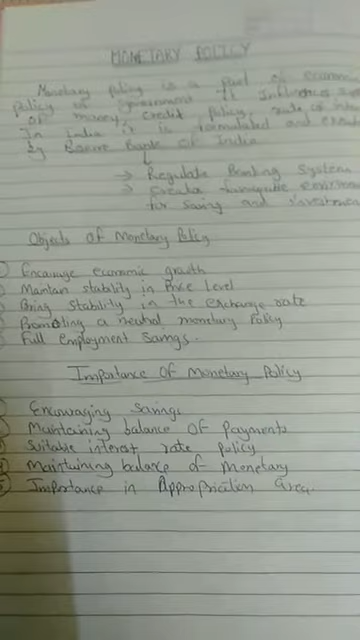 MONETARY POLICY
Monetary policy is a part of economic
policy of government It influences
of money, credit policy, rate of
In India it is formulated and
by Reserve Bank of India
↓
→ Regulate Banking System
→ Create favourable
for saving and investment
Objects of Monetary Policy
Encourage economic growth
Maintain stability in Price Level
Bring stability in the exchange rate
Promoting a neutral monetary Policy
Full employment Savings.
Importance Of Monetary Policy
Encouraging Savings
Maintaining balance of Payments
Suitable interest rate policy
Maintaining balance of Monetary
Importance in Appropriation Area.